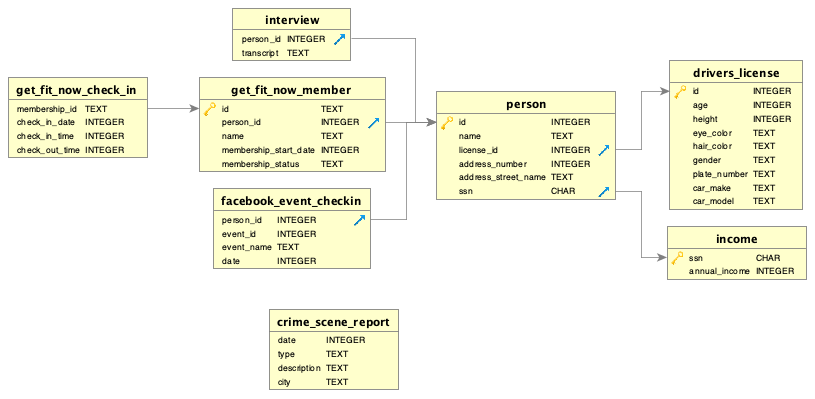 interview
person_id INTEGER
transcript TEXT
get_fit_now_check_in
membership_id TEXT
check_in_date INTEGER
check_in_time INTEGER
check_out_time INTEGER
get_fit_now_member
id TEXT
person_id INTEGER
name TEXT
membership_start_date INTEGER
membership_status TEXT
facebook_event_checkin
person_id INTEGER
event_id INTEGER
event_name TEXT
date INTEGER
person
id INTEGER
name TEXT
license_id INTEGER
address_number INTEGER
address_street_name TEXT
ssn CHAR
drivers_license
id INTEGER
age INTEGER
height INTEGER
eye_color TEXT
hair_color TEXT
gender TEXT
plate_number TEXT
car_make TEXT
car_model TEXT
income
ssn CHAR
annual_income INTEGER
crime_scene_report
date INTEGER
type TEXT
description TEXT
city TEXT